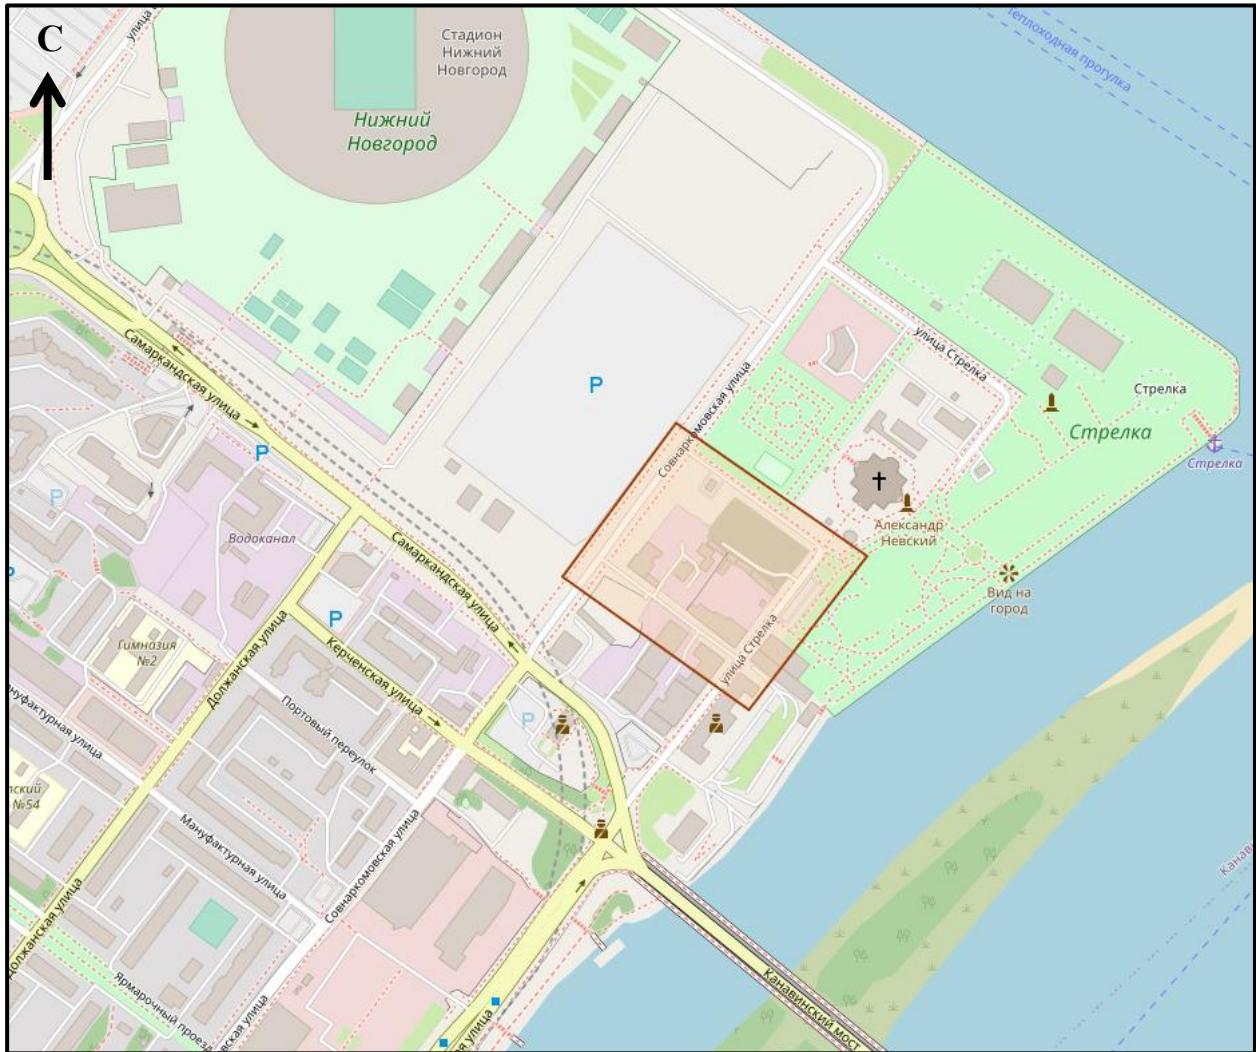 С
улица
Стадион
Нижний
Новгород
Нижний
Новгород
Теплоходная прогулка
улица Стрелка
Стрелка
Стрелка
Стрелка
Совнаркомовская улица
P
Самаркандская улица
P
P
Александр
Невский
Вид на
город
Водоканал
Самаркандская улица
P
Гимназия
№2
Должанская улица
Керченская улица
улица Стрелка
P
Портовый переулок
Мануфактурная улица
№54
Мануфактурная улица
Совнаркомовская улица
Должанская улица
Ярмарочный проезд
Канавинский мост
улица